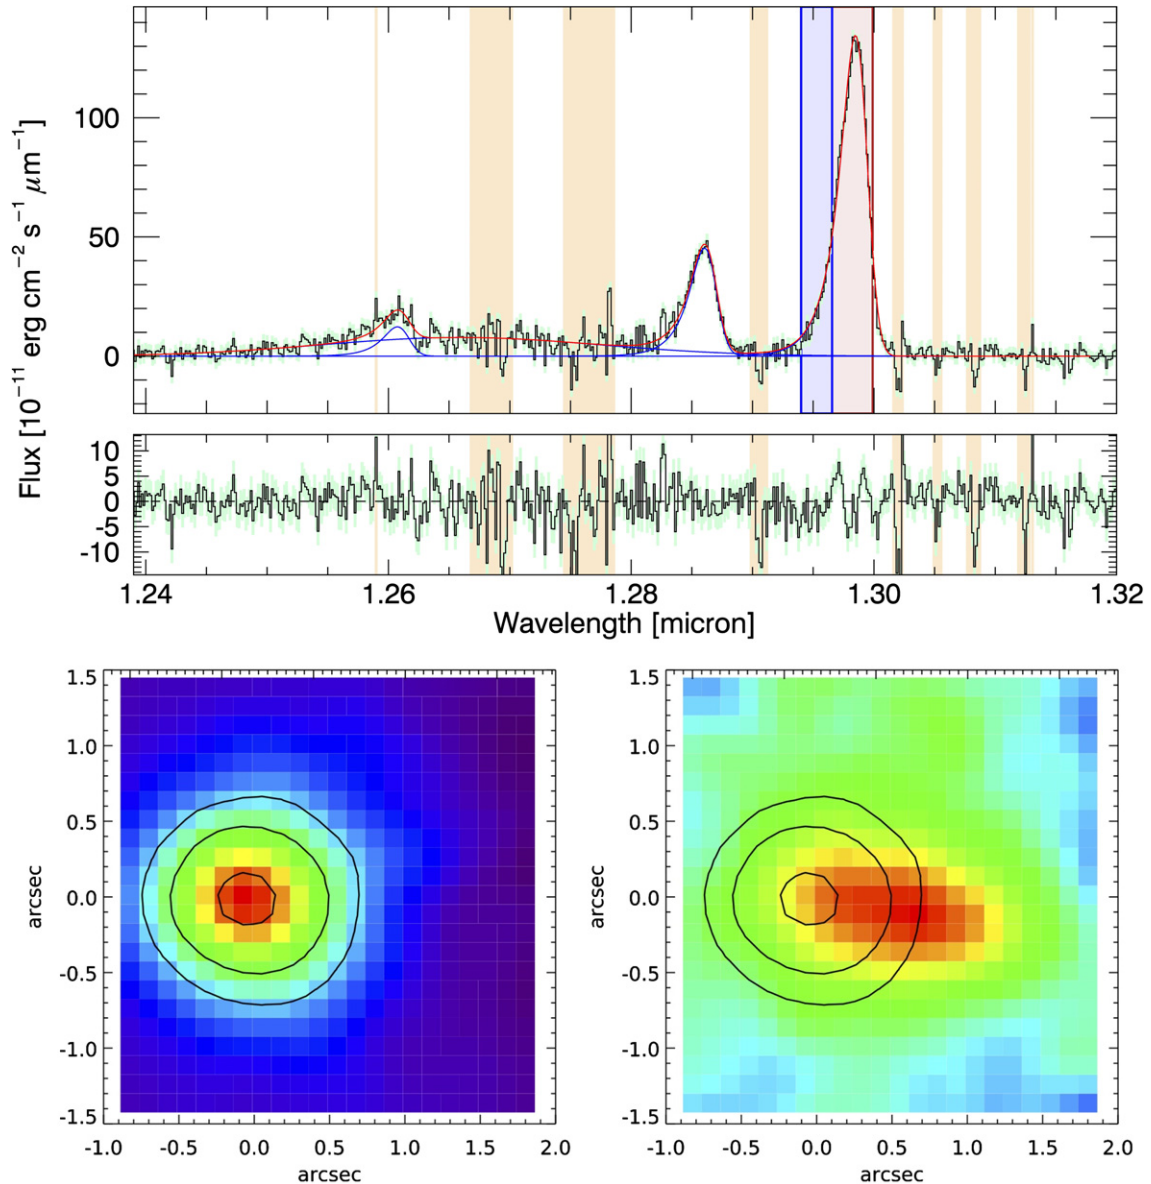 Flux [10⁻¹¹ erg cm⁻² s⁻¹ μm⁻¹]
100
50
0
10
5
0
-5
-10
1.24 1.26 1.28 1.30 1.32
Wavelength [micron]
1.5 1.5
1.0 1.0
0.5 0.5
arcsec 0.0 arcsec 0.0
-0.5 -0.5
-1.0 -1.0
-1.5 -1.5
-1.0 -0.5 0.0 0.5 1.0 1.5 2.0 -1.0 -0.5 0.0 0.5 1.0 1.5 2.0
arcsec arcsec